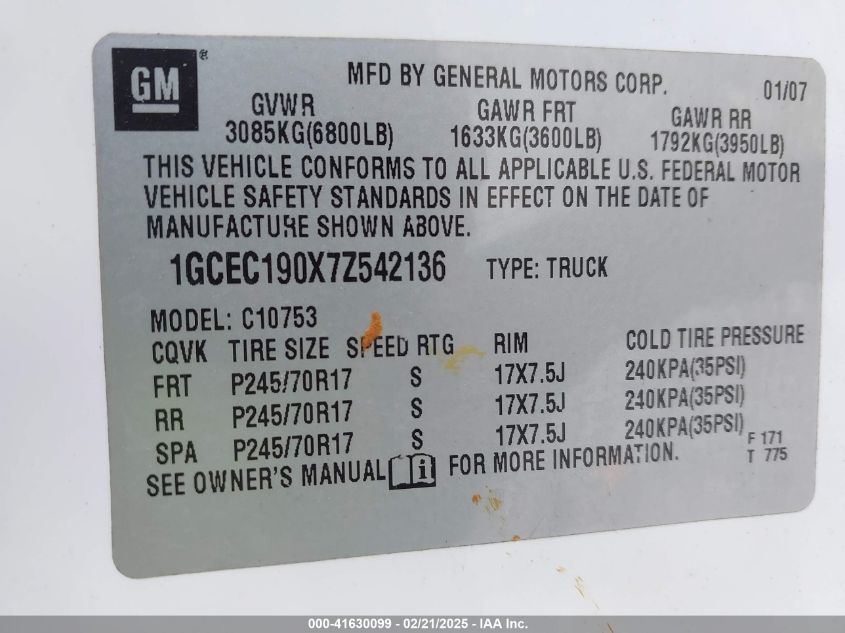 GM ®
MFD BY GENERAL MOTORS CORP. 01/07
GVWR GAWR FRT GAWR RR
3085KG(6800LB) 1633KG(3600LB) 1792KG(3950LB)
THIS VEHICLE CONFORMS TO ALL APPLICABLE U.S. FEDERAL MOTOR
VEHICLE SAFETY STANDARDS IN EFFECT ON THE DATE OF
MANUFACTURE SHOWN ABOVE.
1GCEC190X7Z542136 TYPE: TRUCK
MODEL: C10753
CQVK TIRE SIZE SPEED RTG RIM COLD TIRE PRESSURE
FRT P245/70R17 S 17X7.5J 240KPA(35PSI)
RR P245/70R17 S 17X7.5J 240KPA(35PSI)
SPA P245/70R17 S 17X7.5J 240KPA(35PSI) F 171
SEE OWNER'S MANUAL i FOR MORE INFORMATION. T 775
000-41630099 - 02/21/2025 - IAA Inc.